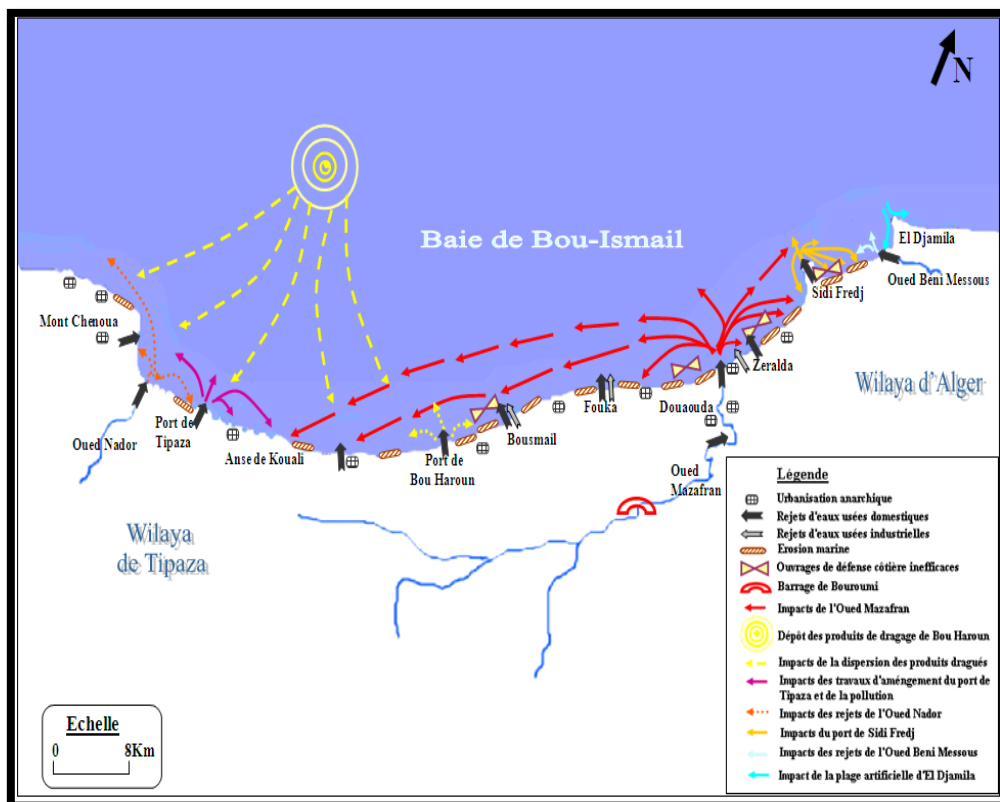 N
Baie de Bou-Ismail
El Djamila
Oued Beni Messous
Sidi Fredj
Mont Chenoua
Zeralda
Wilaya d'Alger
Fouka
Douaouda
Port de
Tipaza
Oued Nador
Bousmail
Anse de Kouali
Port de
Bou Haroun
Oued
Mazafran
Wilaya
de Tipaza
Légende
Urbanisation anarchique
Rejets d'eaux usées domestiques
Rejets d'eaux usées industrielles
Erosion marine
Ouvrages de défense côtière inefficaces
Barrage de Bouroumi
Impacts de l'Oued Mazafran
Dépôt des produits de dragage de Bou Haroun
Impacts de la dispersion des produits dragués
Impacts des travaux d'améngement du port de
Tipaza et de la pollution
Impacts des rejets de l'Oued Nador
Impacts du port de Sidi Fredj
Impacts des rejets de l'Oued Beni Messous
Impact de la plage artificielle d'El Djamila
Echelle
0 8Km